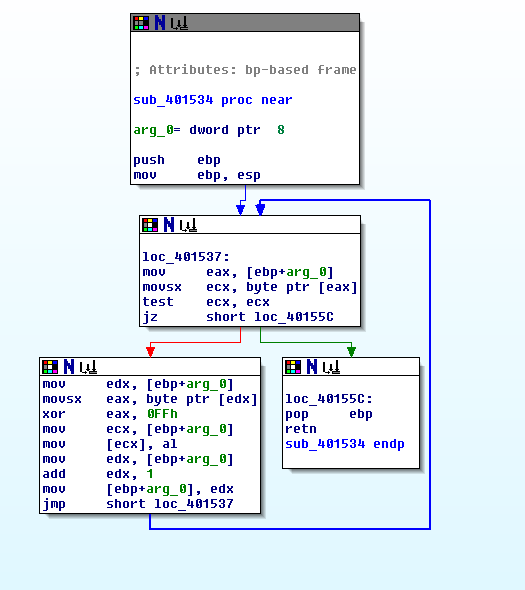 ; Attributes: bp-based frame
sub_401534 proc near
arg_0= dword ptr  8
push    ebp
mov     ebp, esp
loc_401537:
mov     eax, [ebp+arg_0]
movsx   ecx, byte ptr [eax]
test    ecx, ecx
jz      short loc_40155C
mov     edx, [ebp+arg_0]
movsx   eax, byte ptr [edx]
xor     eax, 0FFh
mov     ecx, [ebp+arg_0]
mov     [ecx], al
mov     edx, [ebp+arg_0]
add     edx, 1
mov     [ebp+arg_0], edx
jmp     short loc_401537
loc_40155C:
pop     ebp
retn
sub_401534 endp